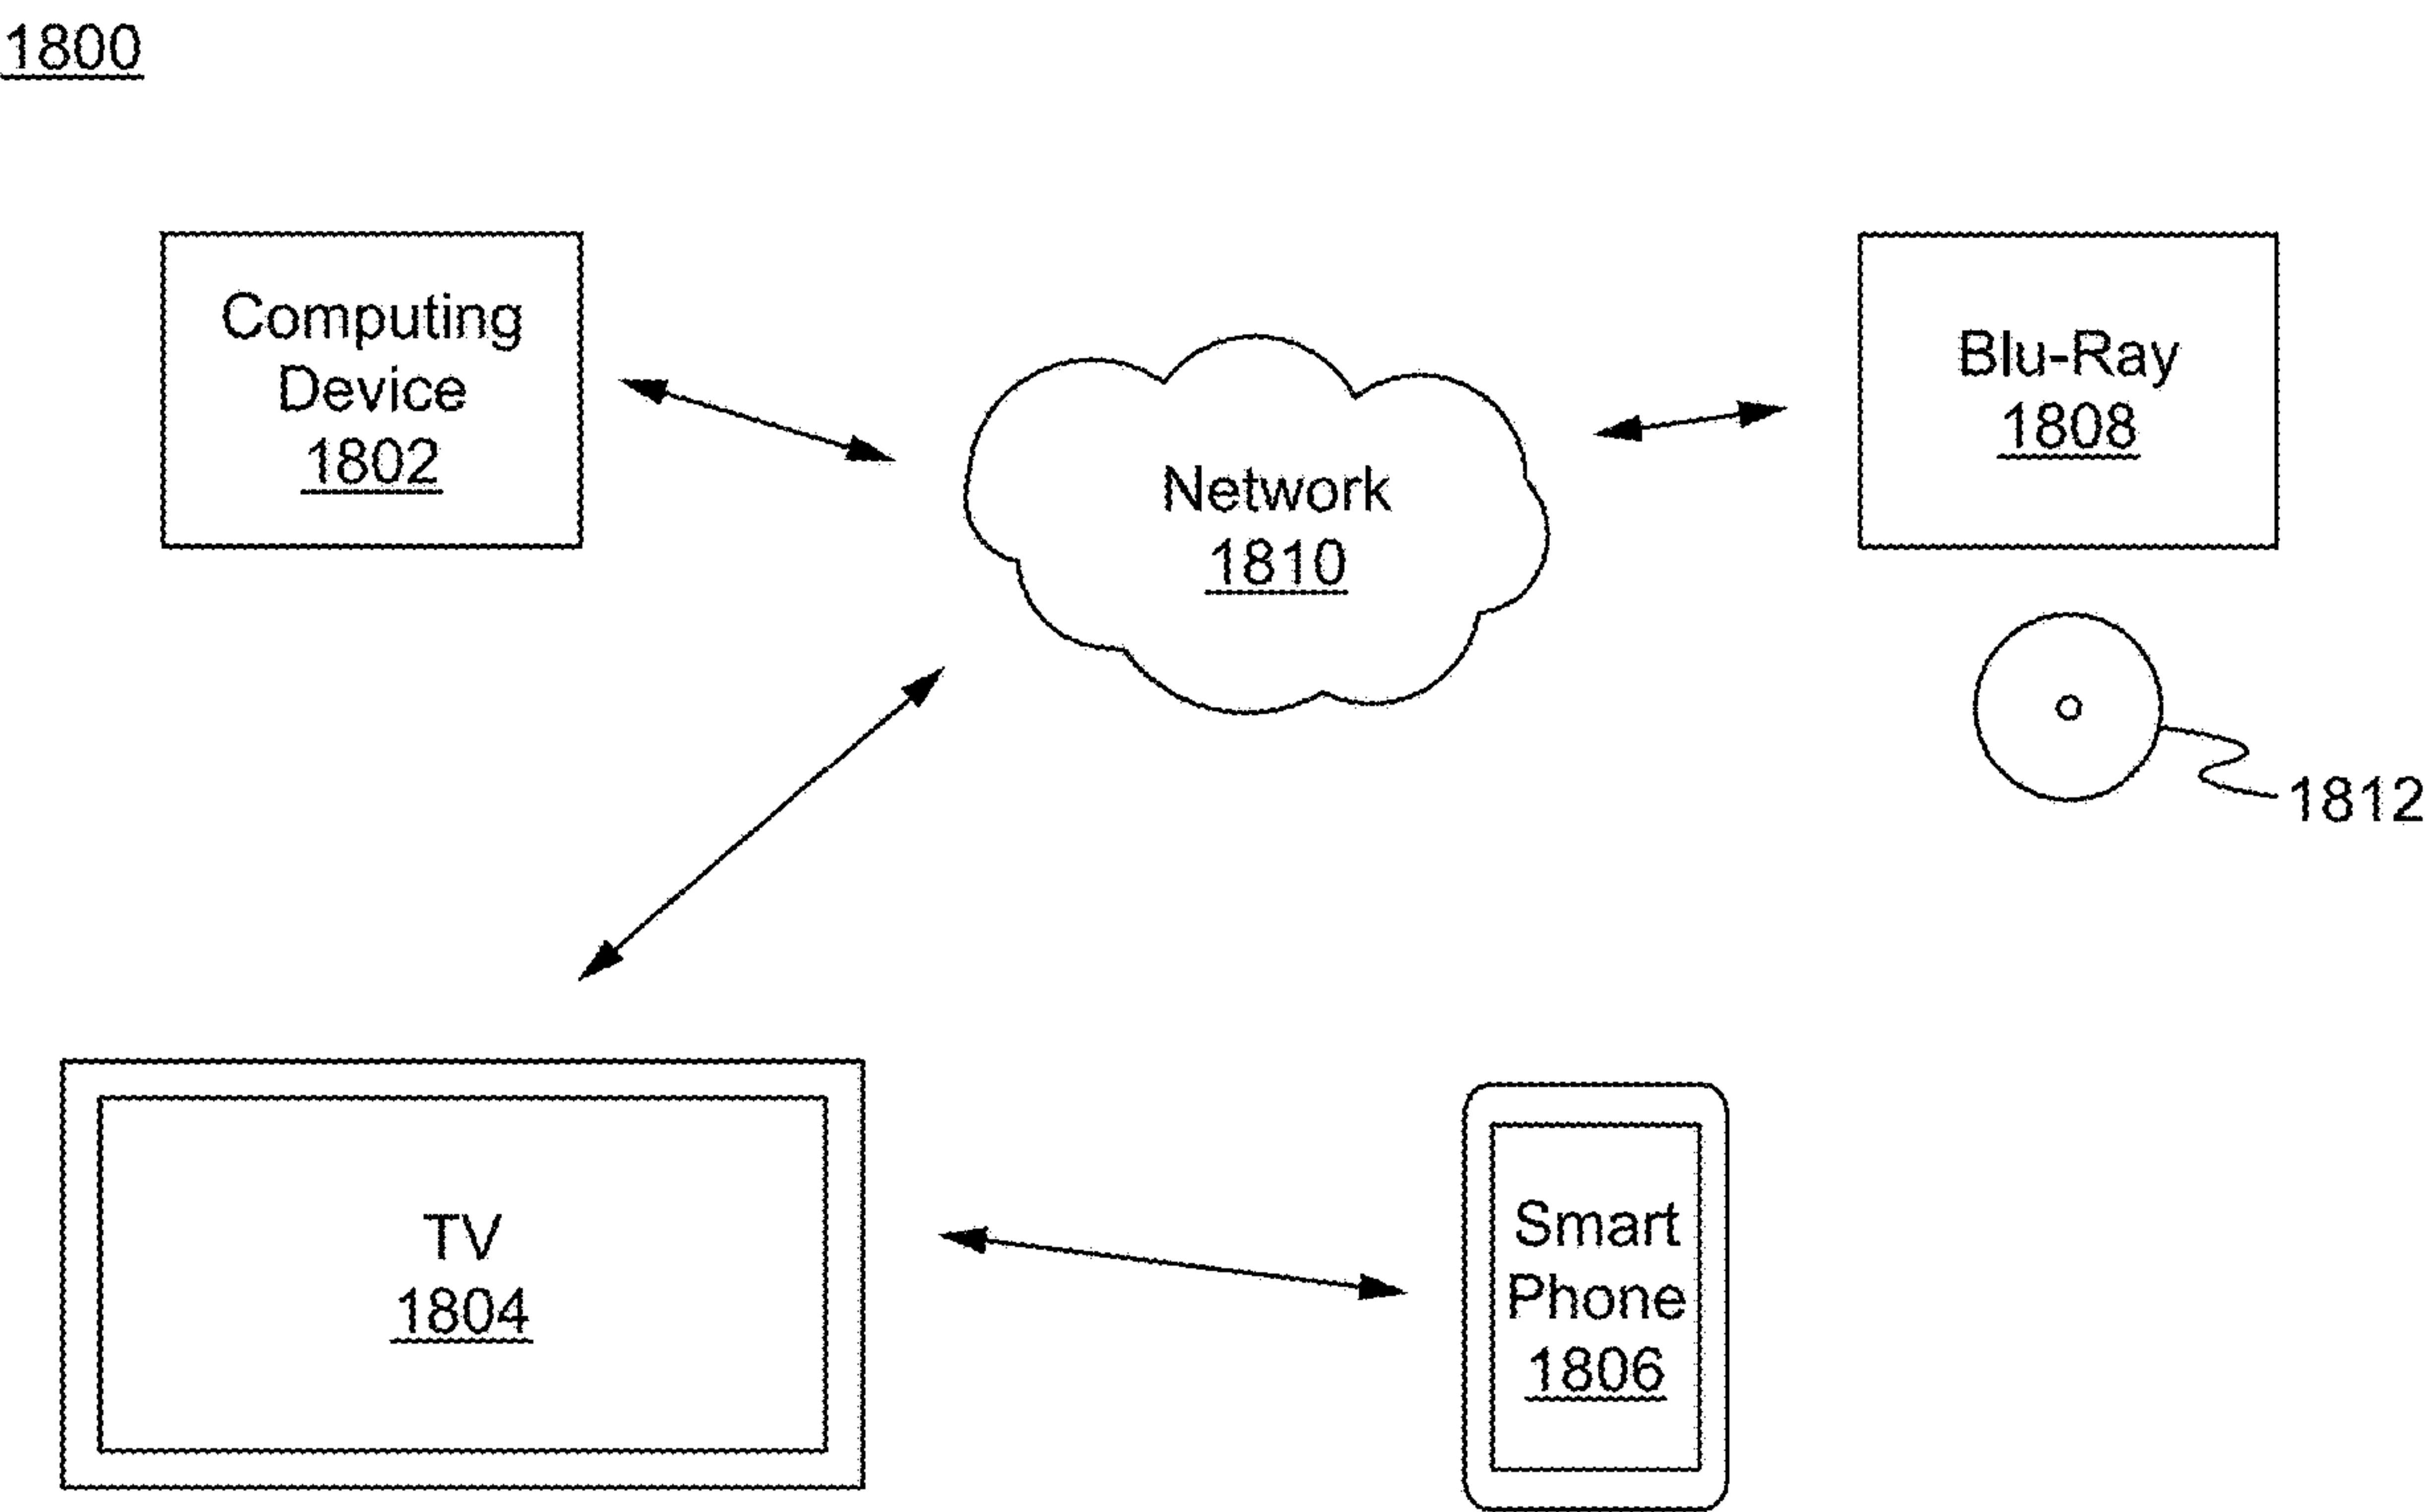 1800
Computing
Device
1802
Network
1810
Blu-Ray
1808
1812
TV
1804
Smart
Phone
1806